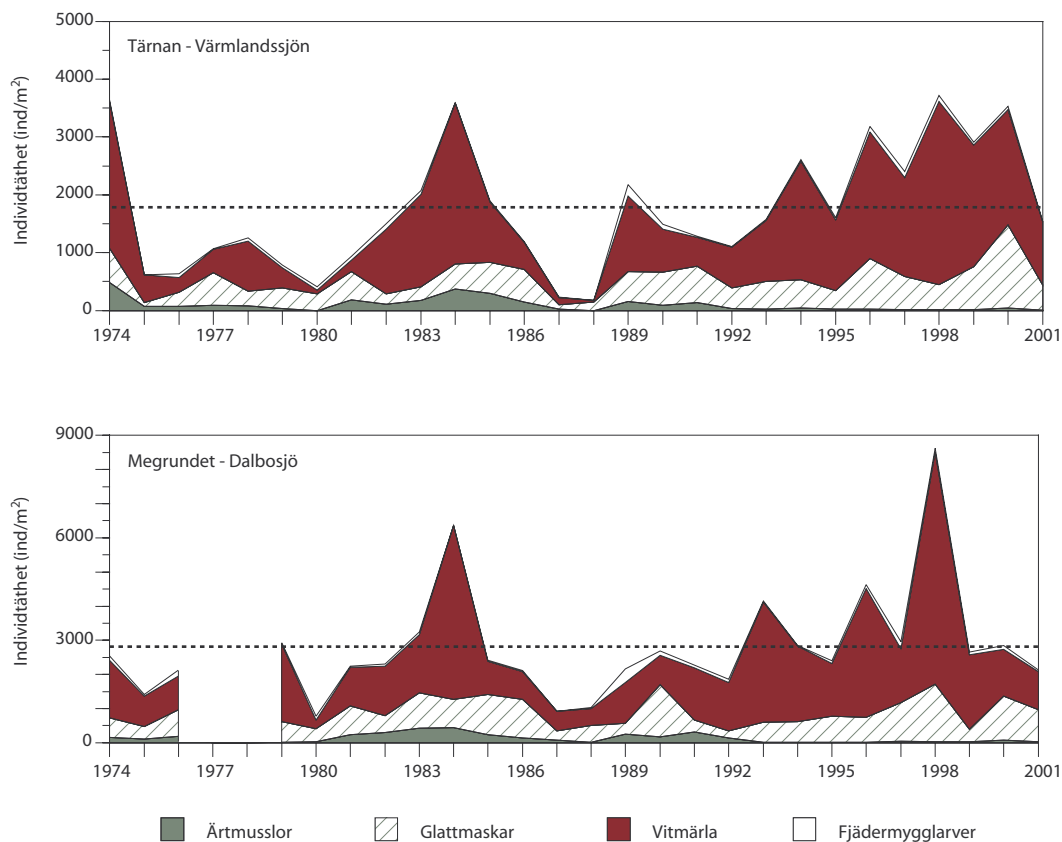 Tärnan - Värmlandssjön
Individtäthet (ind/m²)
5000
4000
3000
2000
1000
0
1974 1977 1980 1983 1986 1989 1992 1995 1998 2001
Megrundet - Dalbosjö
Individtäthet (ind/m²)
9000
6000
3000
0
1974 1977 1980 1983 1986 1989 1992 1995 1998 2001
Ärtmusslor Glattmaskar Vitmärla Fjädermygglarver